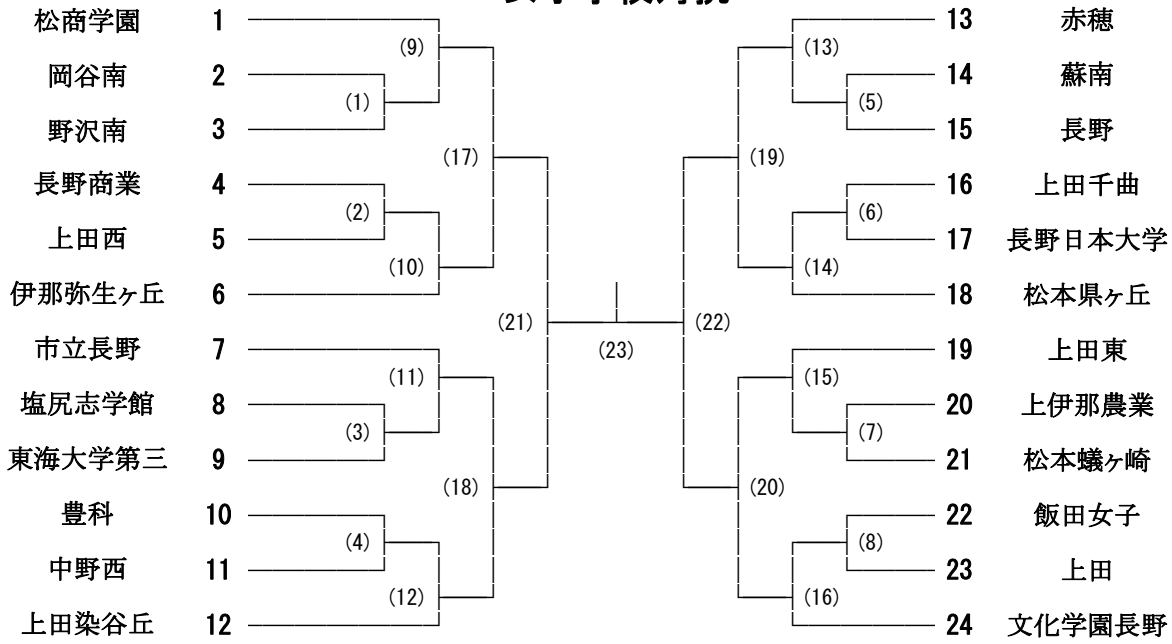 女子学校対抗
松商学園 1
岡谷南 2
野沢南 3
長野商業 4
上田西 5
伊那弥生ヶ丘 6
市立長野 7
塩尻志学館 8
東海大学第三 9
豊科 10
中野西 11
上田染谷丘 12
(9)
(1)
(17)
(2)
(10)
(21)
(11)
(3)
(18)
(4)
(12)
(23)
(13)
(5)
(19)
(6)
(14)
(22)
(15)
(7)
(20)
(8)
(16)
13 赤穂
14 蘇南
15 長野
16 上田千曲
17 長野日本大学
18 松本県ヶ丘
19 上田東
20 上伊那農業
21 松本蟻ヶ崎
22 飯田女子
23 上田
24 文化学園長野